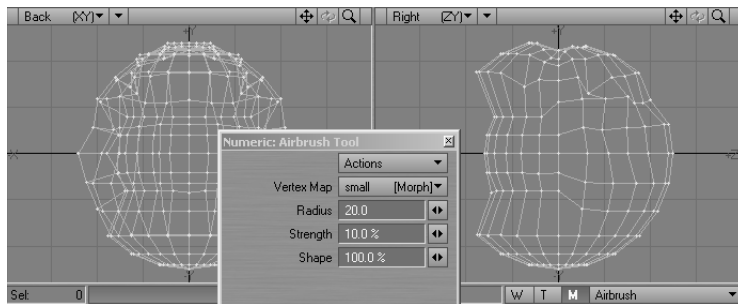 Back (XY)
Right (ZY)
+Y
+Y
-X
+Z
Numeric: Airbrush Tool
Actions
Vertex Map small [Morph]
Radius 20.0
Strength 10.0 %
Shape 100.0 %
-Y
Sel: 0
W T M Airbrush